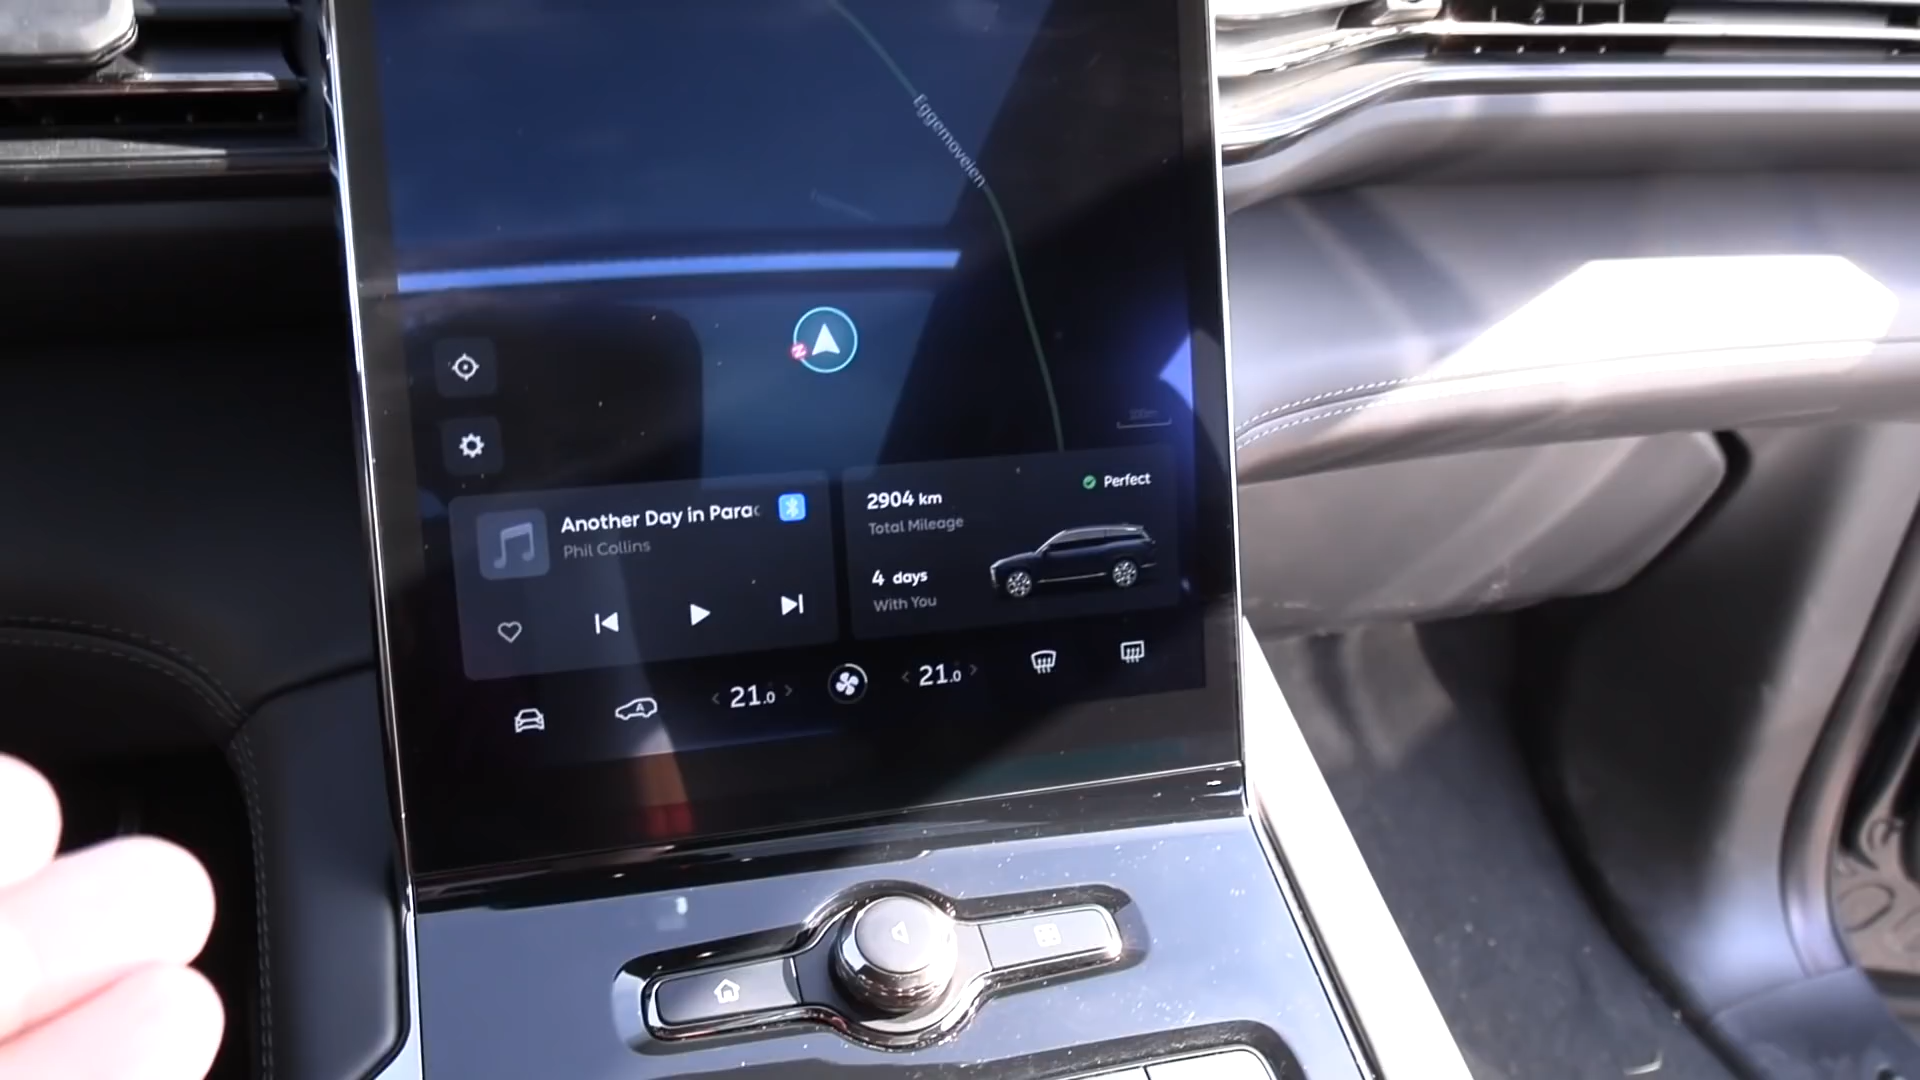 Eggemoveien
Another Day in Parac
Phil Collins
2904 km
Total Mileage
4 days
With You
Perfect
21.0
21.0
A